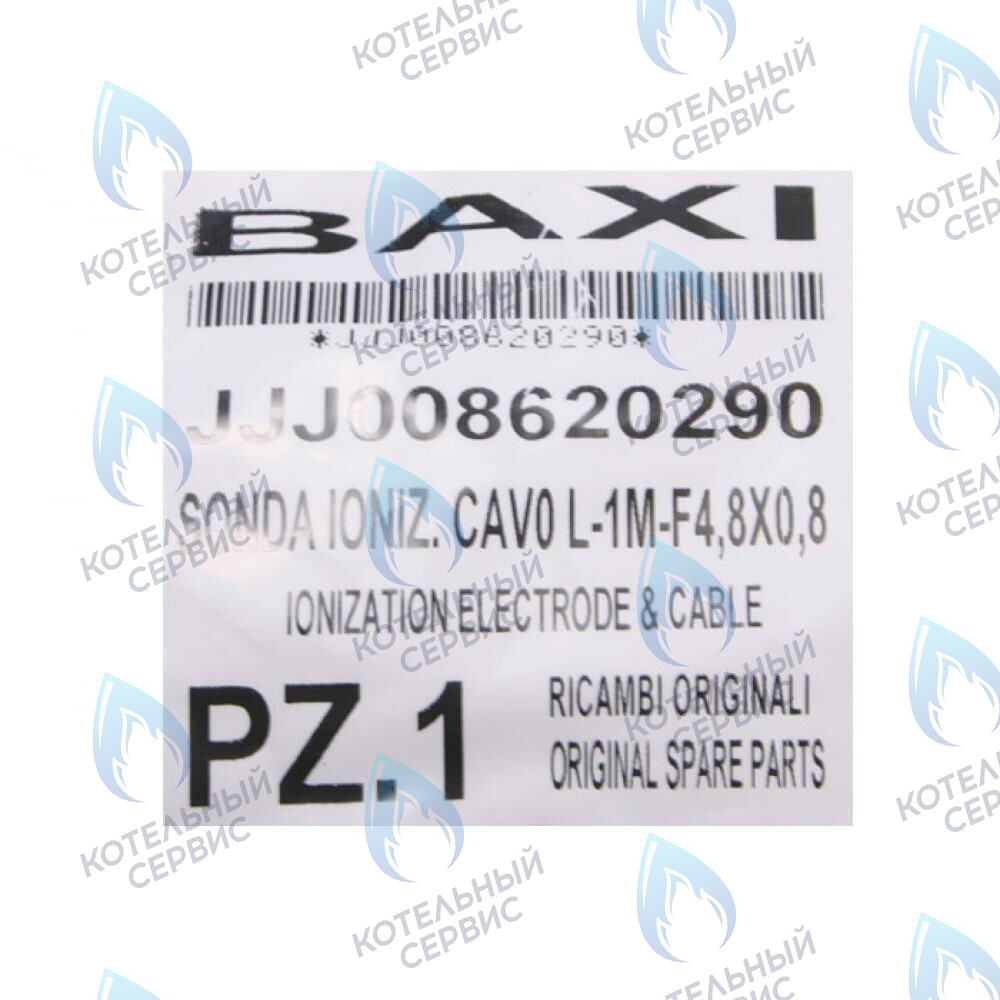 BAXI
*JJJ008620290*
JJJ008620290
SONDA IONIZ. CAVO L-1M-F4,8X0,8
IONIZATION ELECTRODE & CABLE
PZ.1
RICAMBI ORIGINALI
ORIGINAL SPARE PARTS
КОТЕЛЬНЫЙ
СЕРВИС